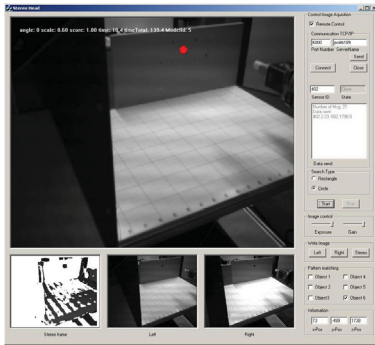 Stereo Head
angle: 0 scale: 0.60 score: 1.00 time: 18.4 timeTotal: 139.4 ModelId: 5
Stereo frame
Left
Right
Control Image Aquisition
Remote Control
Communication TCP/IP
Port Number ServerName
Send
Connect
Close
Sensor ID State
Data send
Search Type
Rectangle
Circle
Start
Image control
Exposure Gain
Write Image
Left Right Stereo
Pattern matching
Object 1 Object 4
Object 2 Object 5
Object3 Object 6
Information
73
x-Pos y-Pos z-Pos